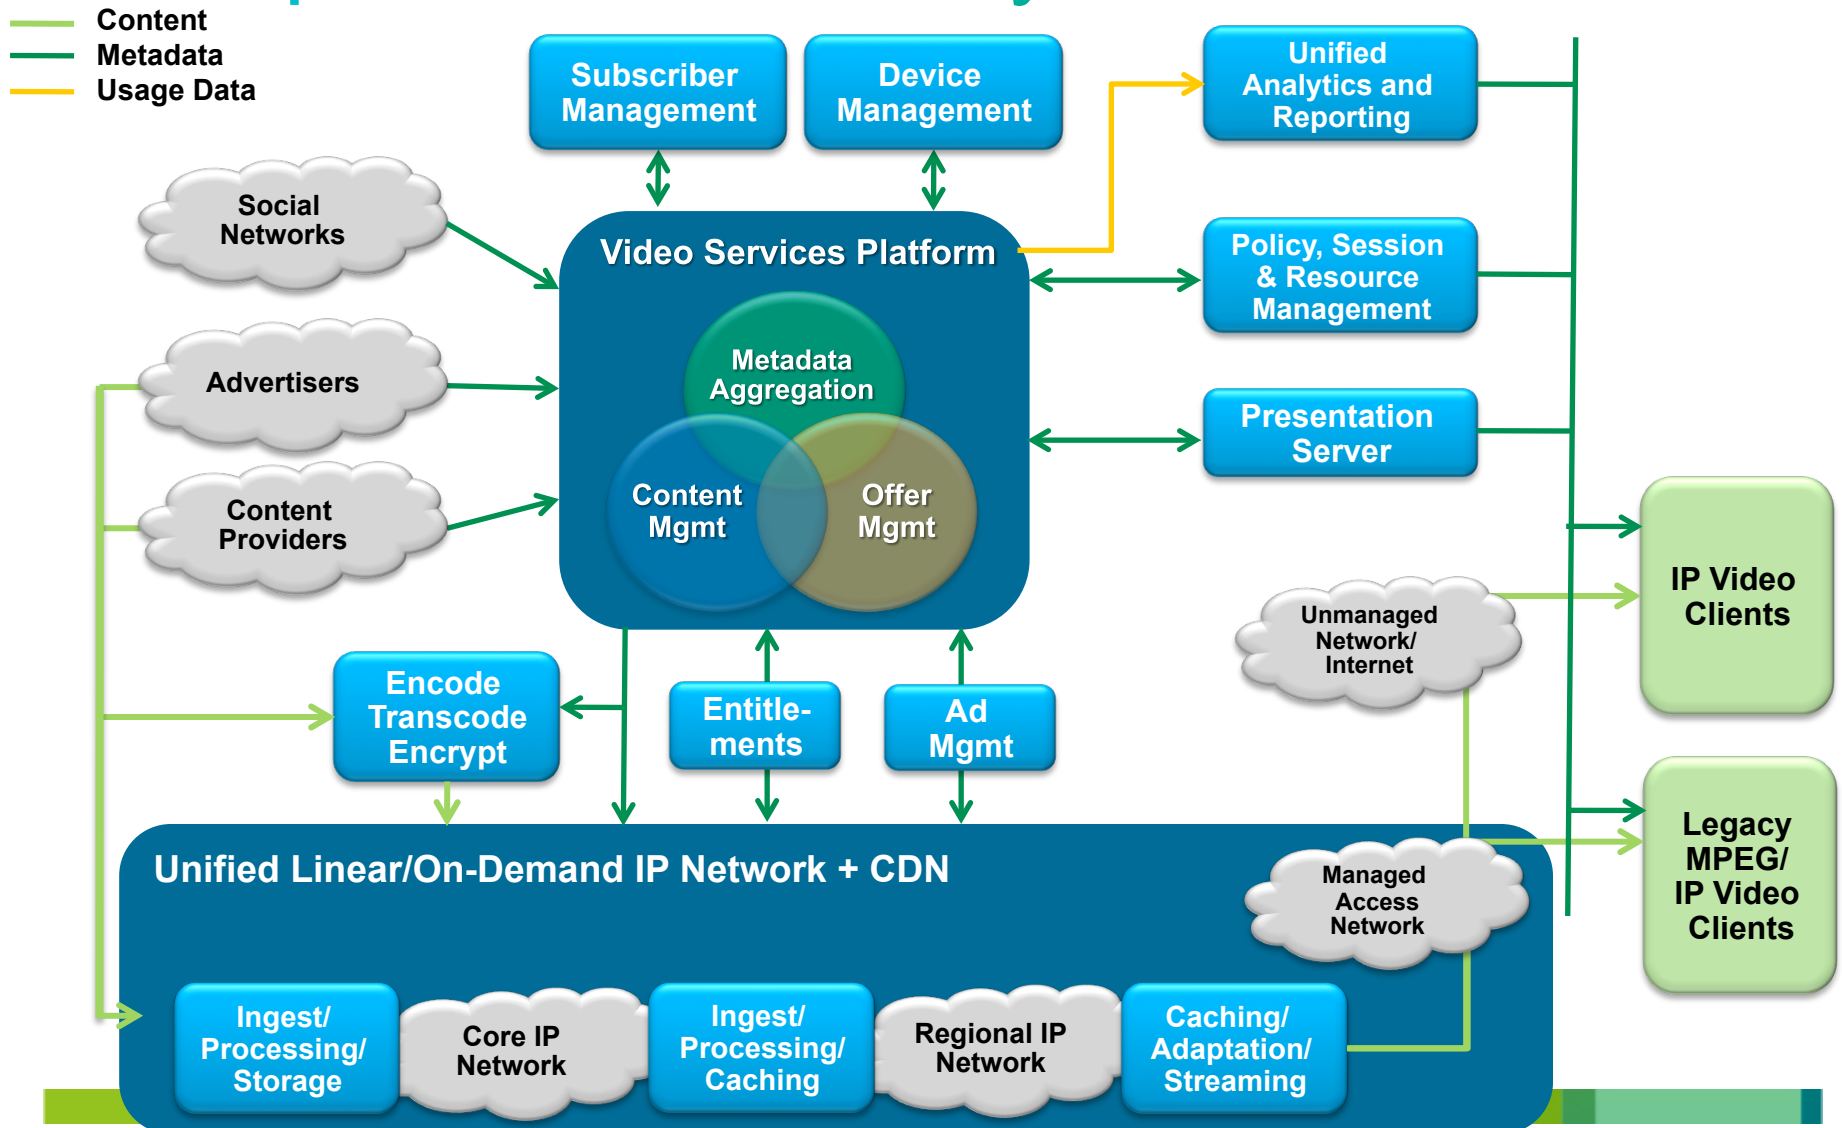 Content
Metadata
Usage Data
Subscriber
Management
Device
Management
Unified
Analytics and
Reporting
Social
Networks
Video Services Platform
Policy, Session
& Resource
Management
Metadata
Aggregation
Advertisers
Presentation
Server
Content
Mgmt
Offer
Mgmt
Content
Providers
IP Video
Clients
Unmanaged
Network/
Internet
Encode
Transcode
Encrypt
Entitle-
ments
Ad
Mgmt
Legacy
MPEG/
IP Video
Clients
Unified Linear/On-Demand IP Network + CDN
Managed
Access
Network
Ingest/
Processing/
Storage
Core IP
Network
Ingest/
Processing/
Caching
Regional IP
Network
Caching/
Adaptation/
Streaming